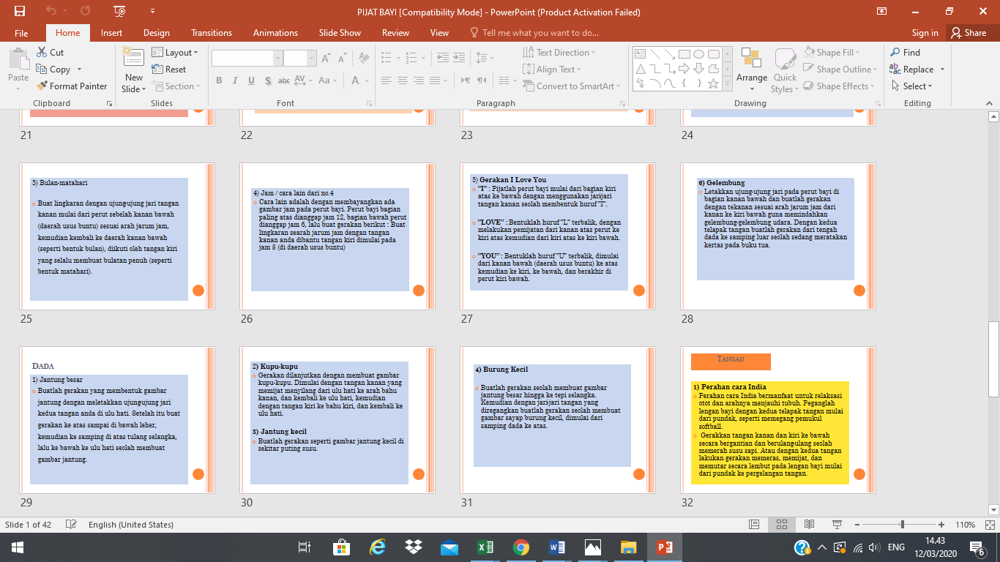 PIJAT BAYI [Compatibility Mode] - PowerPoint (Product Activation Failed)
File Home Insert Design Transitions Animations Slide Show Review View Tell me what you want to do... Sign in Share
Paste
Cut
Copy
Format Painter
Clipboard
New
Slide
Layout
Reset
Section
Slides
B I U S abc AV Aa A
Font
Text Direction
Align Text
Convert to SmartArt
Paragraph
Arrange
Quick
Styles
Shape Fill
Shape Outline
Shape Effects
Drawing
Find
Replace
Select
Editing
21 22 23 24
3) Bulan-matahari
Buat lingkaran dengan ujung-ujung jari tangan
kanan mulai dari perut sebelah kanan bawah
(daerah usus buntu) sesuai arah jarum jam,
kemudian kembali ke daerah kanan bawah
(seperti bentuk bulan), diikuti oleh tangan kiri
yang selalu membuat bulatan penuh (seperti
bentuk matahari).
25
4) Jam / cara lain dari no.4
Cara lain adalah dengan membayangkan ada
gambar jam pada perut bayi. Perut bayi bagian
paling atas dianggap jam 12, bagian bawah perut
dianggap jam 6, lalu buat gerakan berikut : Buat
lingkaran searah jarum jam dengan tangan
kanan anda dibantu tangan kiri dimulai pada
jam 8 (di daerah usus buntu)
26
5) Gerakan I Love You
"I" : Pijatlah perut bayi mulai dari bagian kiri
atas ke bawah dengan menggunakan jarijari
tangan kanan seolah membentuk huruf "I".
"LOVE" : Bentuklah huruf "L" terbalik, dengan
melakukan pemijatan dari kanan atas perut ke
kiri atas kemudian dari kiri atas ke kiri bawah.
"YOU" : Bentuklah huruf "U" terbalik, dimulai
dari kanan bawah (daerah usus buntu) ke atas
kemudian ke kiri, ke bawah, dan berakhir di
perut kiri bawah.
27
6) Gelembung
Letakkan ujung-ujung jari pada perut bayi di
bagian kanan bawah dan buatlah gerakan
dengan tekanan sesuai arah jarum jam dari
kanan ke kiri bawah guna memindahkan
gelembung-gelembung udara. Dengan kedua
telapak tangan buatlah gerakan dari tengah
dada ke samping luar seolah sedang meratakan
kertas pada buku tua.
28
DADA
1) Jantung besar
Buatlah gerakan yang membentuk gambar
jantung dengan meletakkan ujungujung jari
kedua tangan anda di ulu hati. Setelah itu buat
gerakan ke atas sampai di bawah leher,
kemudian ke samping di atas tulang selangka,
lalu ke bawah ke ulu hati seolah membuat
gambar jantung.
29
2) Kupu-kupu
Gerakan dilanjutkan dengan membuat gambar
kupu-kupu. Dimulai dengan tangan kanan yang
memijat menyilang dari ulu hati ke arah bahu
kanan, dan kembali ke ulu hati, kemudian
dengan tangan kiri ke bahu kiri, dan kembali ke
ulu hati.
3) Jantung kecil
Buatlah gerakan seperti gambar jantung kecil di
sekitar puting susu.
30
4) Burung Kecil
Buatlah gerakan seolah membuat gambar
jantung besar hingga ke tepi selangka.
Kemudian dengan jari-jari tangan yang
diregangkan buatlah gerakan seolah membuat
gambar sayap burung kecil, dimulai dari
samping dada ke atas.
31
TANGAN
1) Perahan cara India
Perahan cara India bermanfaat untuk relaksasi
otot dan arahnya menjauhi tubuh. Peganglah
lengan bayi dengan kedua telapak tangan mulai
dari pundak, seperti memegang pemukul
softball.
Gerakkan tangan kanan dan kiri ke bawah
secara bergantian dan berulangulang seolah
memerah susu sapi. Atau dengan kedua tangan
lakukan gerakan memeras, memijat, dan
memutar secara lembut pada lengan bayi mulai
dari pundak ke pergelangan tangan.
32
Slide 1 of 42 English (United States) 110%
ENG
14.43
12/03/2020
6